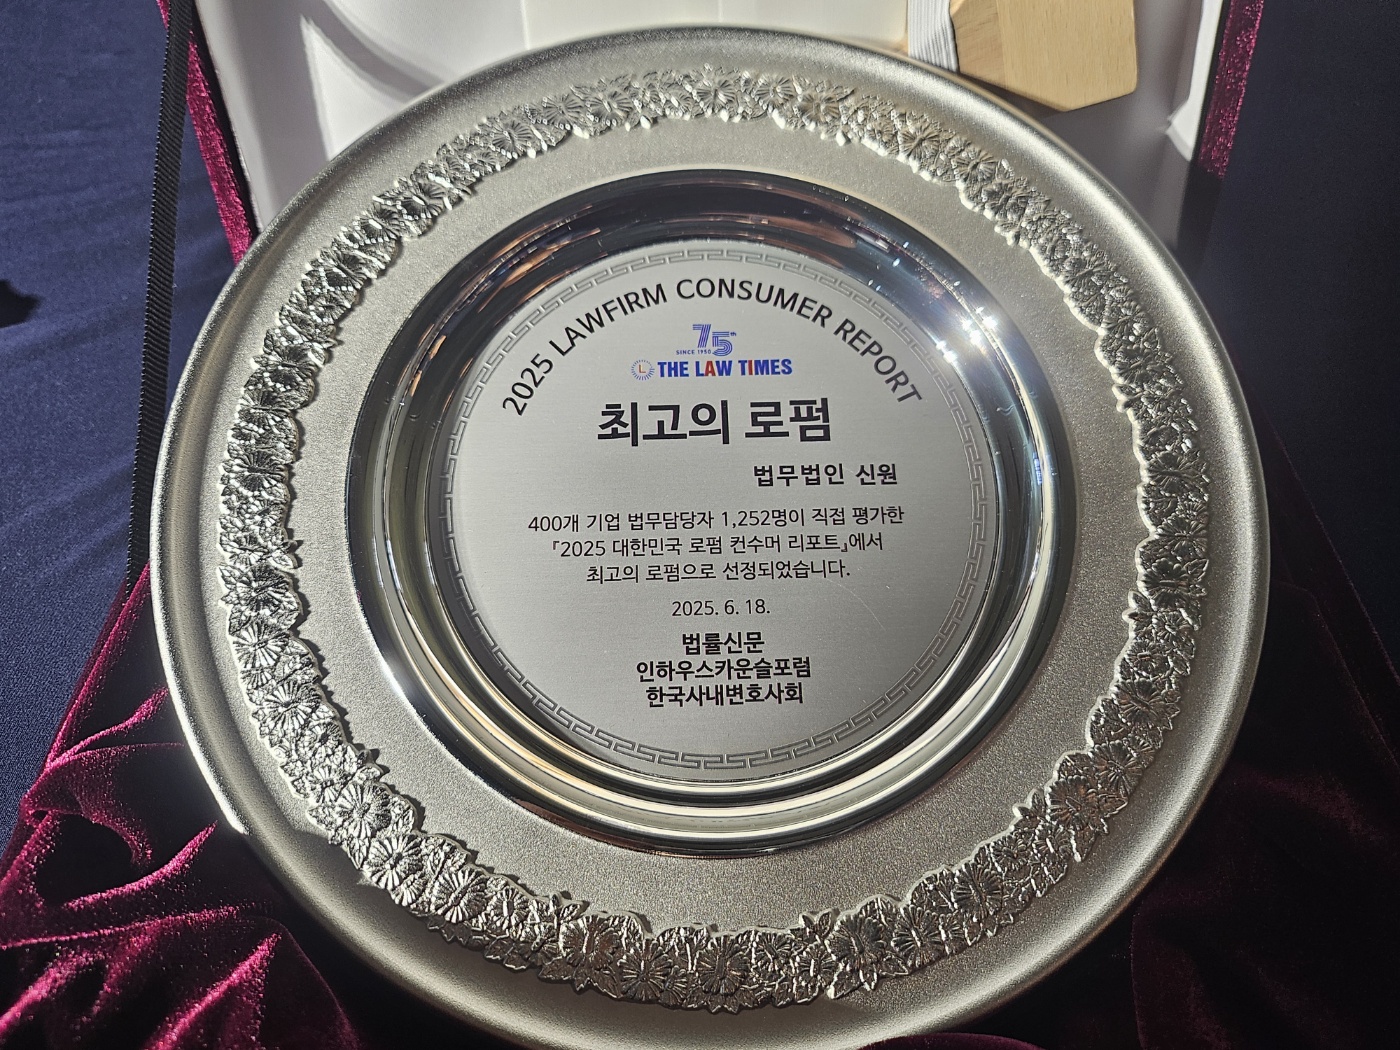 2025 LAWFIRM CONSUMER REPORT
75th
SINCE 1950
THE LAW TIMES
최고의 로펌
법무법인 신원
400개 기업 법무담당자 1,252명이 직접 평가한
『2025 대한민국 로펌 컨수머 리포트』에서
최고의 로펌으로 선정되었습니다.
2025. 6. 18.
법률신문
인하우스카운슬포럼
한국사내변호사회